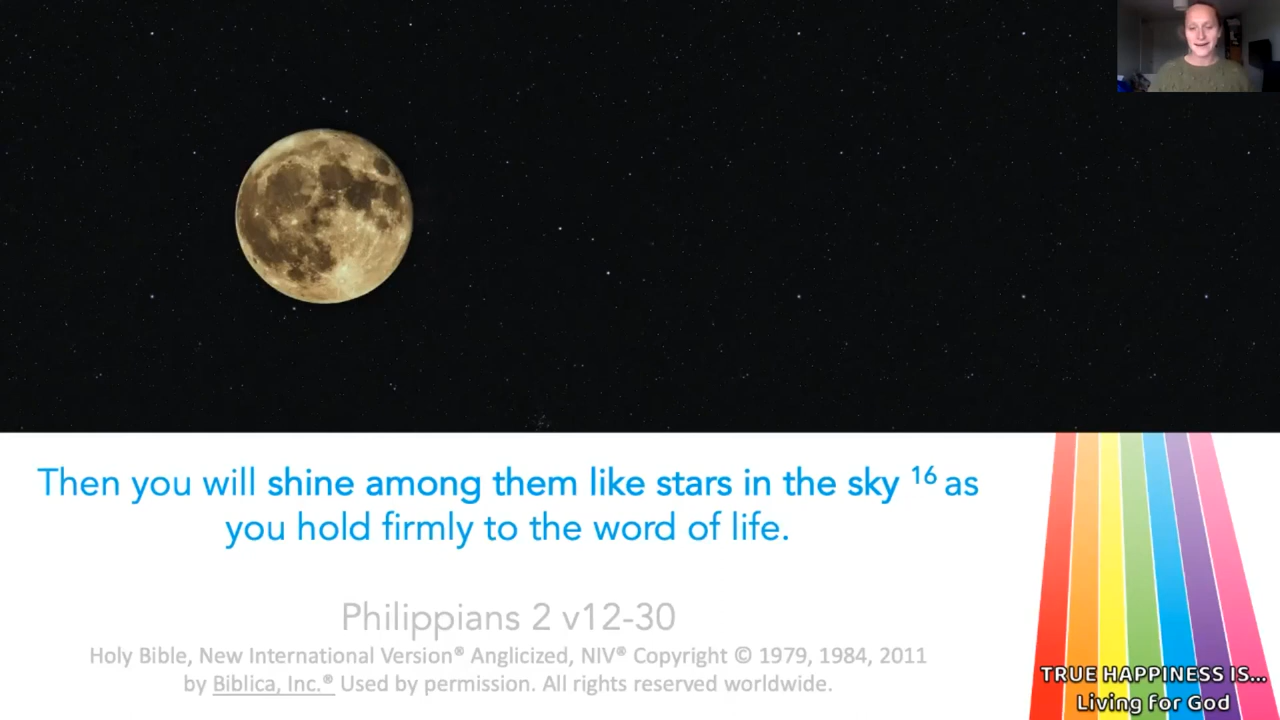 Then you will shine among them like stars in the sky 16 as
you hold firmly to the word of life.
Philippians 2 v12-30
Holy Bible, New International Version® Anglicized, NIV® Copyright © 1979, 1984, 2011
by Biblica, Inc.® Used by permission. All rights reserved worldwide.
TRUE HAPPINESS IS...
Living for God